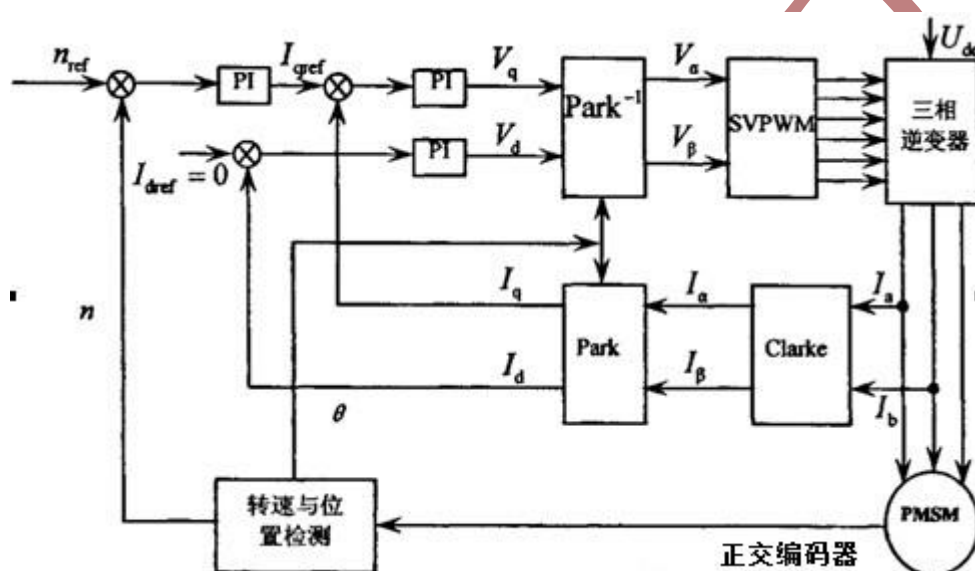 n_ref
PI
I_qref
PI
V_q
Park⁻¹
V_α
SVPWM
U_dc
三相
逆变器
I_dref = 0
PI
V_d
V_β
n
I_q
Park
I_α
Clarke
I_a
I_d
I_β
I_b
θ
转速与位
置检测
PMSM
正交编码器